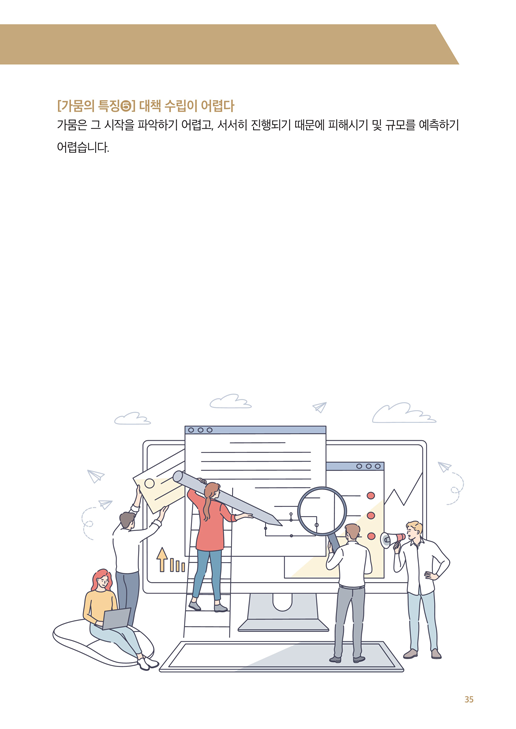 [가뭄의 특징⑤] 대책 수립이 어렵다
가뭄은 그 시작을 파악하기 어렵고, 서서히 진행되기 때문에 피해시기 및 규모를 예측하기
어렵습니다.
35